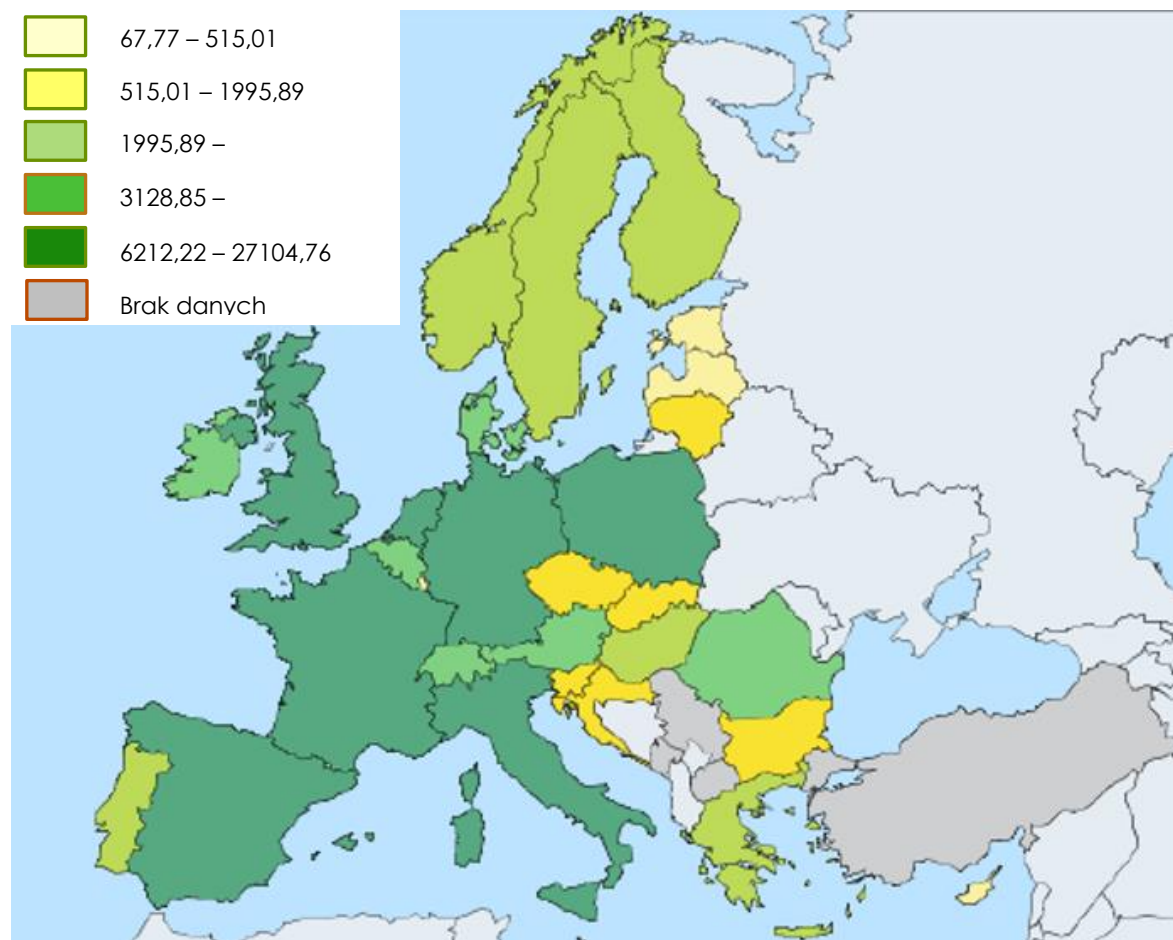 67,77 – 515,01
515,01 – 1995,89
1995,89 –
3128,85 –
6212,22 – 27104,76
Brak danych